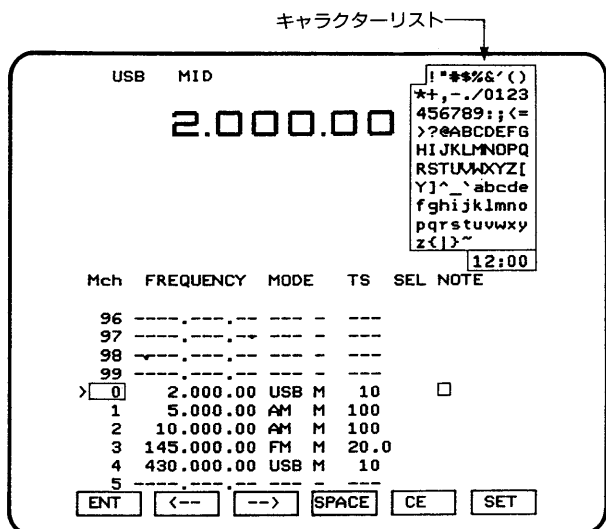 キャラクターリスト
USB MID
2.000.00
!"#$%&'()
*+,-./0123
456789:;<=
>?@ABCDEFG
HIJKLMNOPQ
RSTUVWXYZ[
Y]^_`abcde
fghijklmno
pqrstuvwxy
z{|}~
12:00
Mch FREQUENCY MODE TS SEL NOTE
96 ----.---.-- --- - ---
97 ----.---.-- --- - ---
98 ----.---.-- --- - ---
99 ----.---.-- --- - ---
>0 2.000.00 USB M 10 □
1 5.000.00 AM M 100
2 10.000.00 AM M 100
3 145.000.00 FM M 20.0
4 430.000.00 USB M 10
5 ----.---.-- --- - ---
ENT <-- --> SPACE CE SET